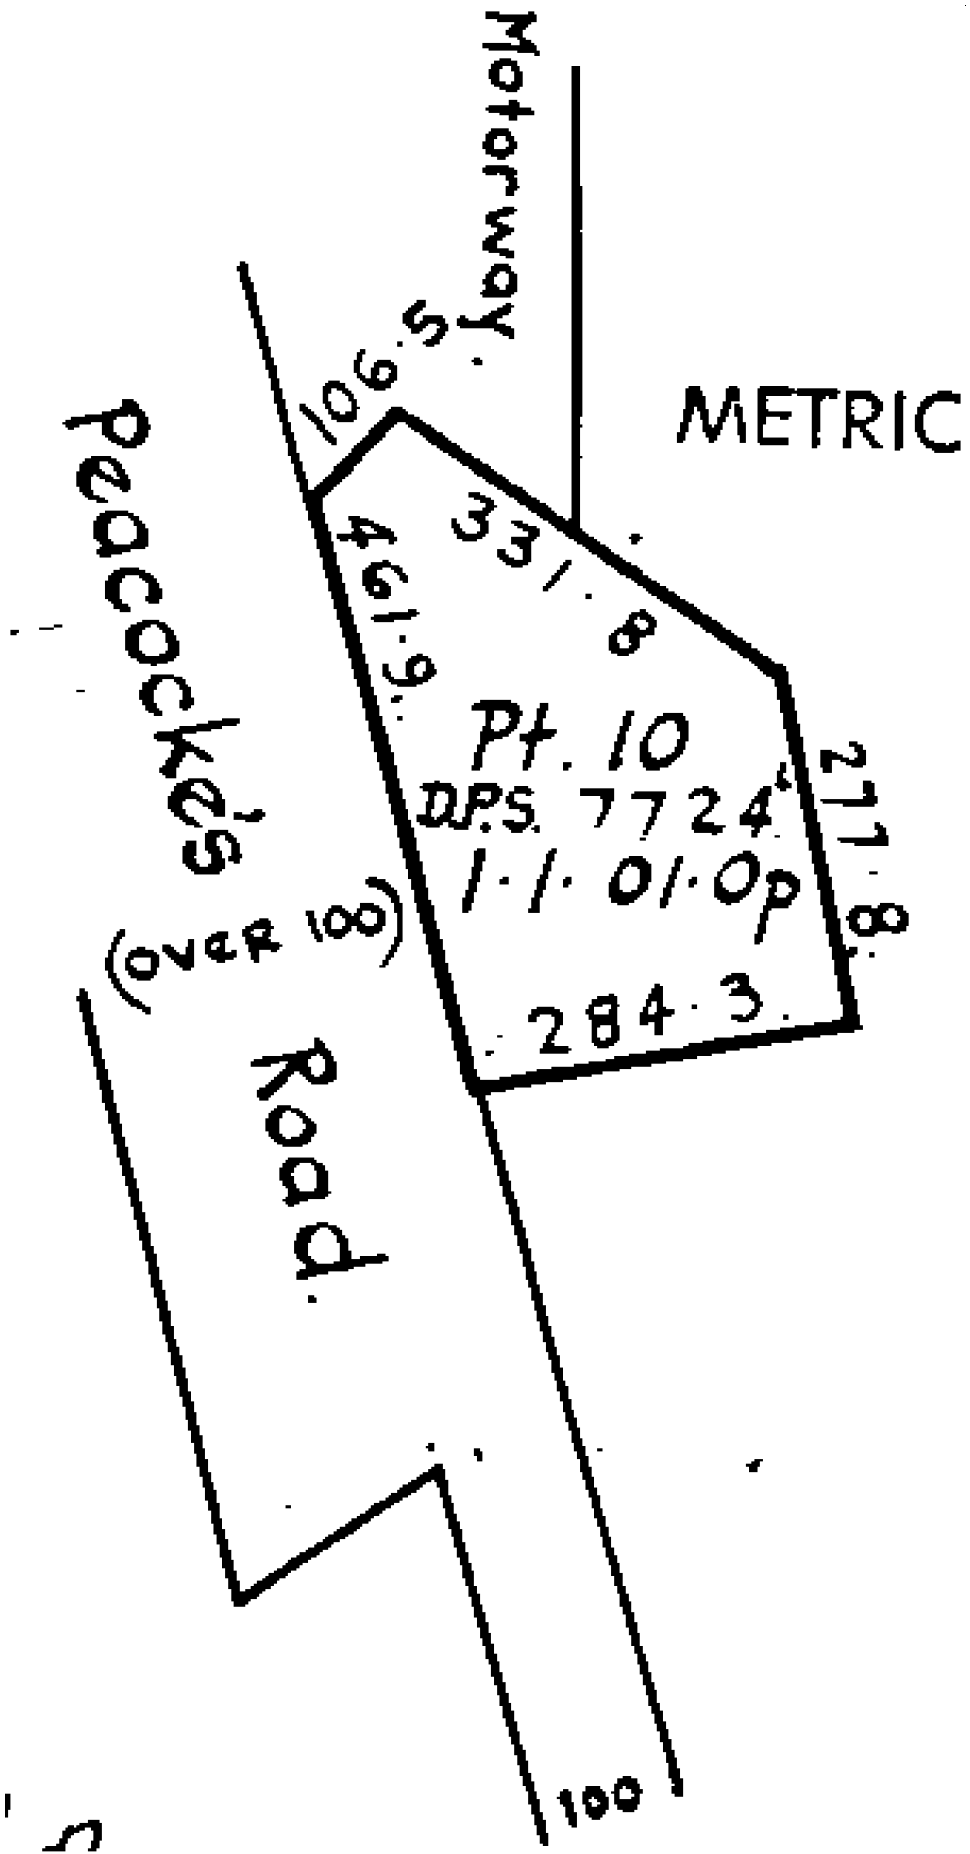 Motorway.
METRIC
109.5
331.8
461.9
Pt. 10
D.P.S. 7724
1.1.01.0p
277.8
284.3
Peacocke's Road.
(OVER 100)
100